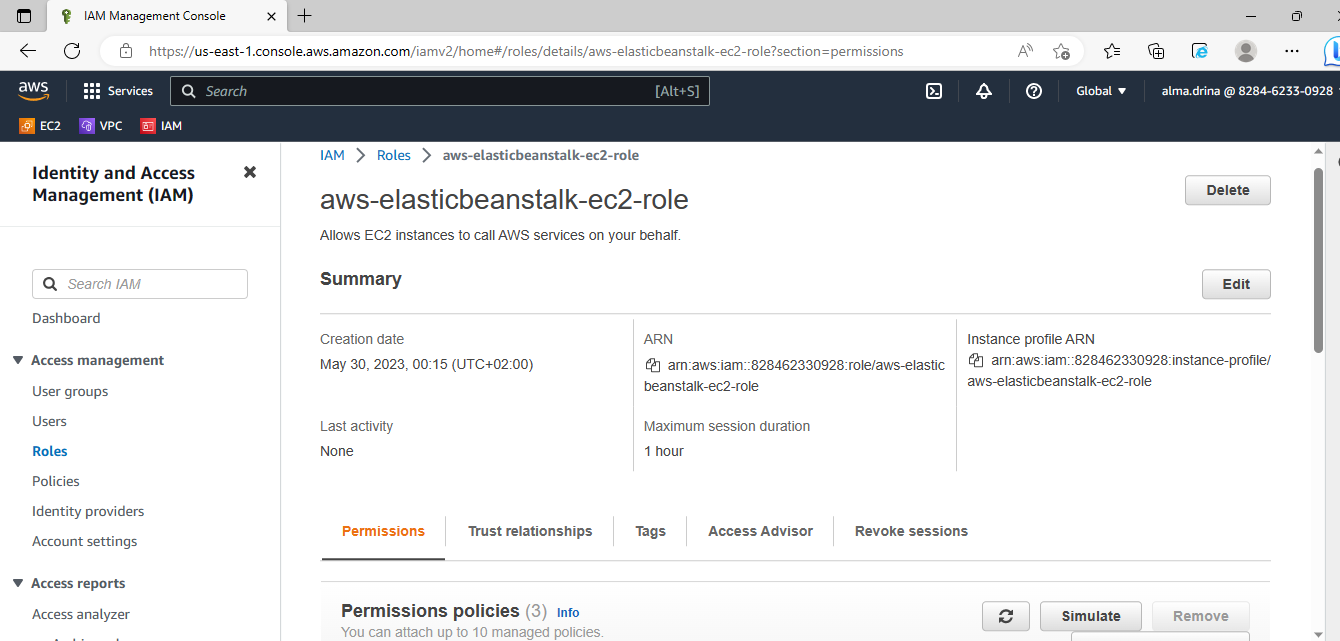 IAM Management Console
https://us-east-1.console.aws.amazon.com/iamv2/home#/roles/details/aws-elasticbeanstalk-ec2-role?section=permissions
aws
Services
Search
[Alt+S]
Global
alma.drina @ 8284-6233-0928
EC2
VPC
IAM
Identity and Access
Management (IAM)
Search IAM
Dashboard
Access management
User groups
Users
Roles
Policies
Identity providers
Account settings
Access reports
Access analyzer
IAM
Roles
aws-elasticbeanstalk-ec2-role
aws-elasticbeanstalk-ec2-role
Delete
Allows EC2 instances to call AWS services on your behalf.
Summary
Edit
Creation date
May 30, 2023, 00:15 (UTC+02:00)
ARN
arn:aws:iam::828462330928:role/aws-elastic
beanstalk-ec2-role
Instance profile ARN
arn:aws:iam::828462330928:instance-profile/
aws-elasticbeanstalk-ec2-role
Last activity
None
Maximum session duration
1 hour
Permissions
Trust relationships
Tags
Access Advisor
Revoke sessions
Permissions policies (3) Info
You can attach up to 10 managed policies.
Simulate
Remove